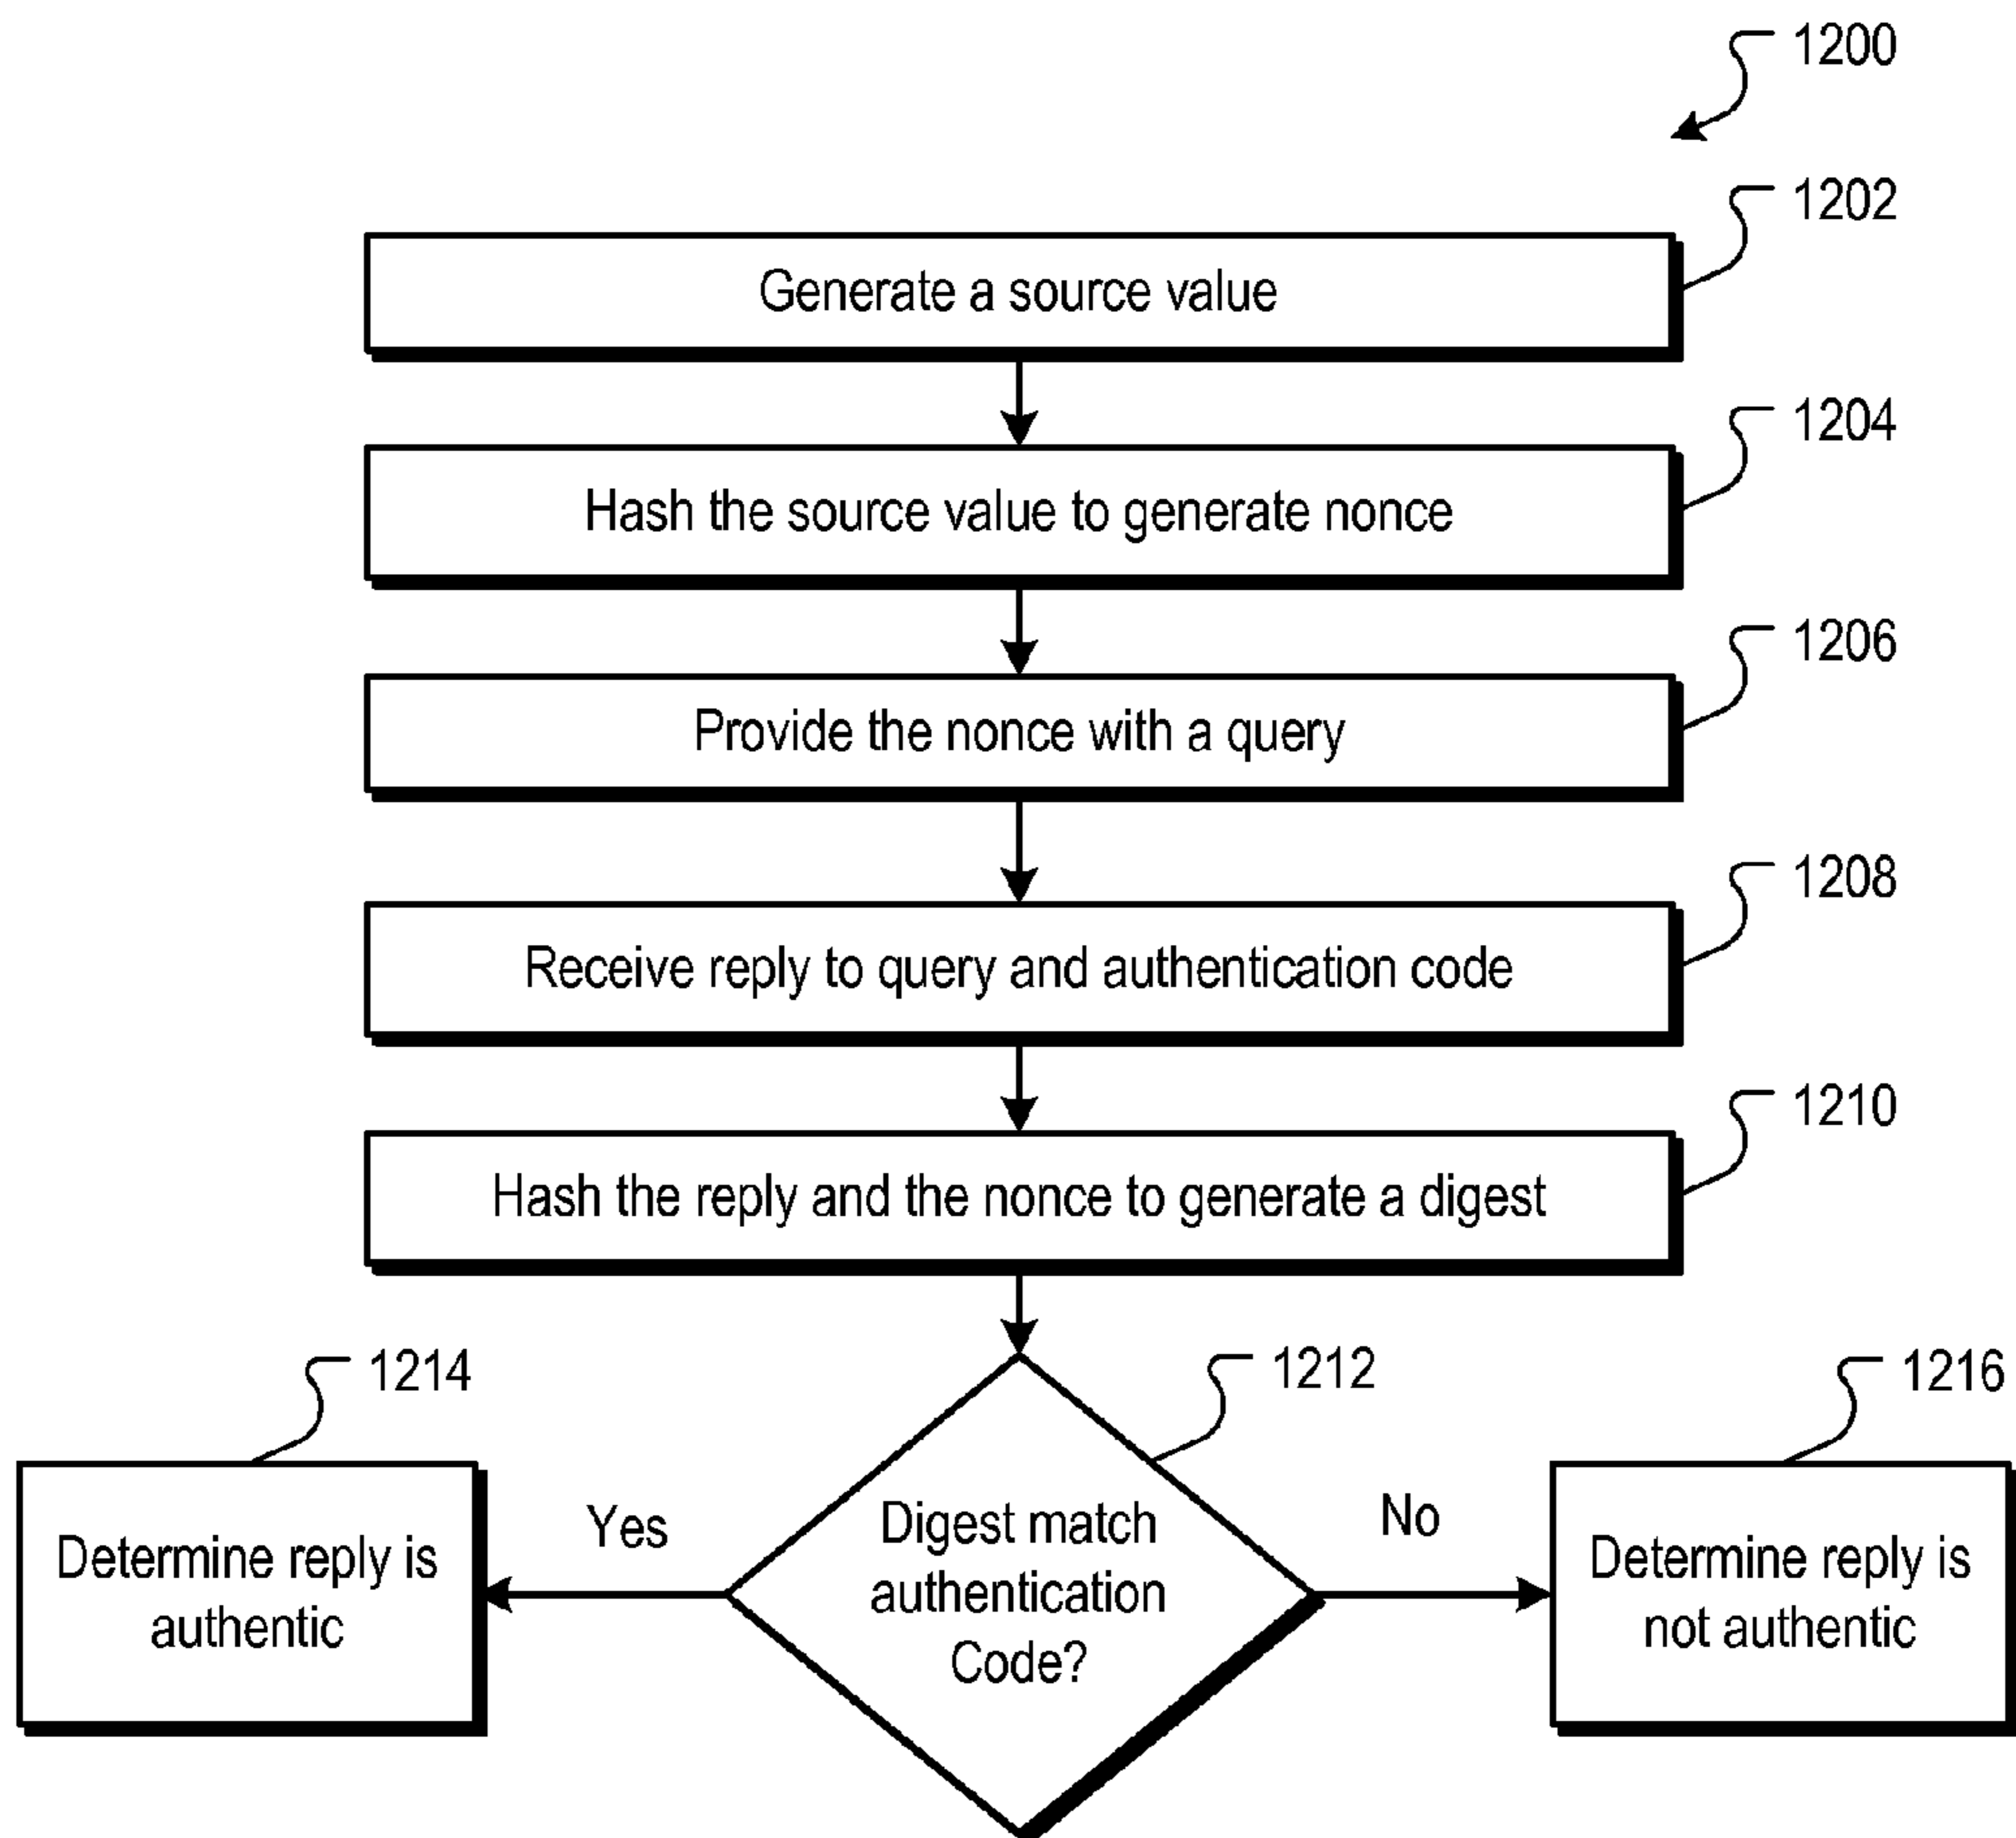 1200
1202
Generate a source value
1204
Hash the source value to generate nonce
1206
Provide the nonce with a query
1208
Receive reply to query and authentication code
1210
Hash the reply and the nonce to generate a digest
1214
1212
1216
Determine reply is
authentic
Yes
Digest match
authentication
Code?
No
Determine reply is
not authentic